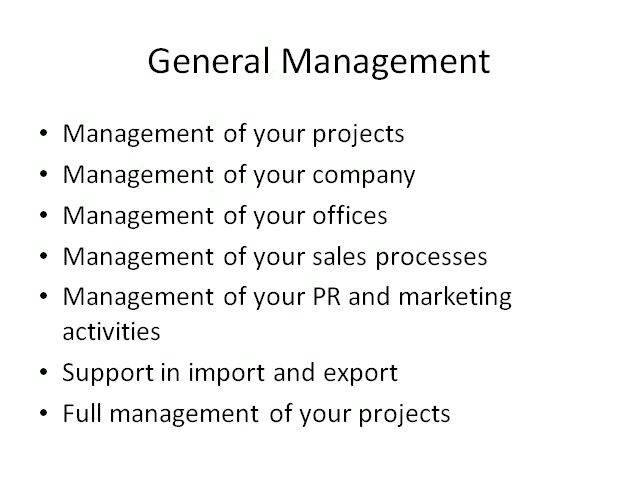 General Management
• Management of your projects
• Management of your company
• Management of your offices
• Management of your sales processes
• Management of your PR and marketing
activities
• Support in import and export
• Full management of your projects